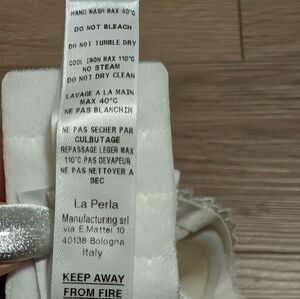 HAND WASH MAX 40°C
DO NOT BLEACH
DO NOT TUMBLE DRY
COOL IRON MAX 110°C
NO STEAM
DO NOT DRY CLEAN
LAVAGE A LA MAIN
MAX 40°C
NE PAS BLANCHIR
NE PAS SECHER PAR
CULBUTAGE
REPASSAGE LEGER MAX
110°C PAS DEVAPEUR
NE PAS NETTOYER A
SEC
La Perla
Manufacturing srl
via E.Mattei 10
40138 Bologna
Italy
KEEP AWAY
FROM FIRE